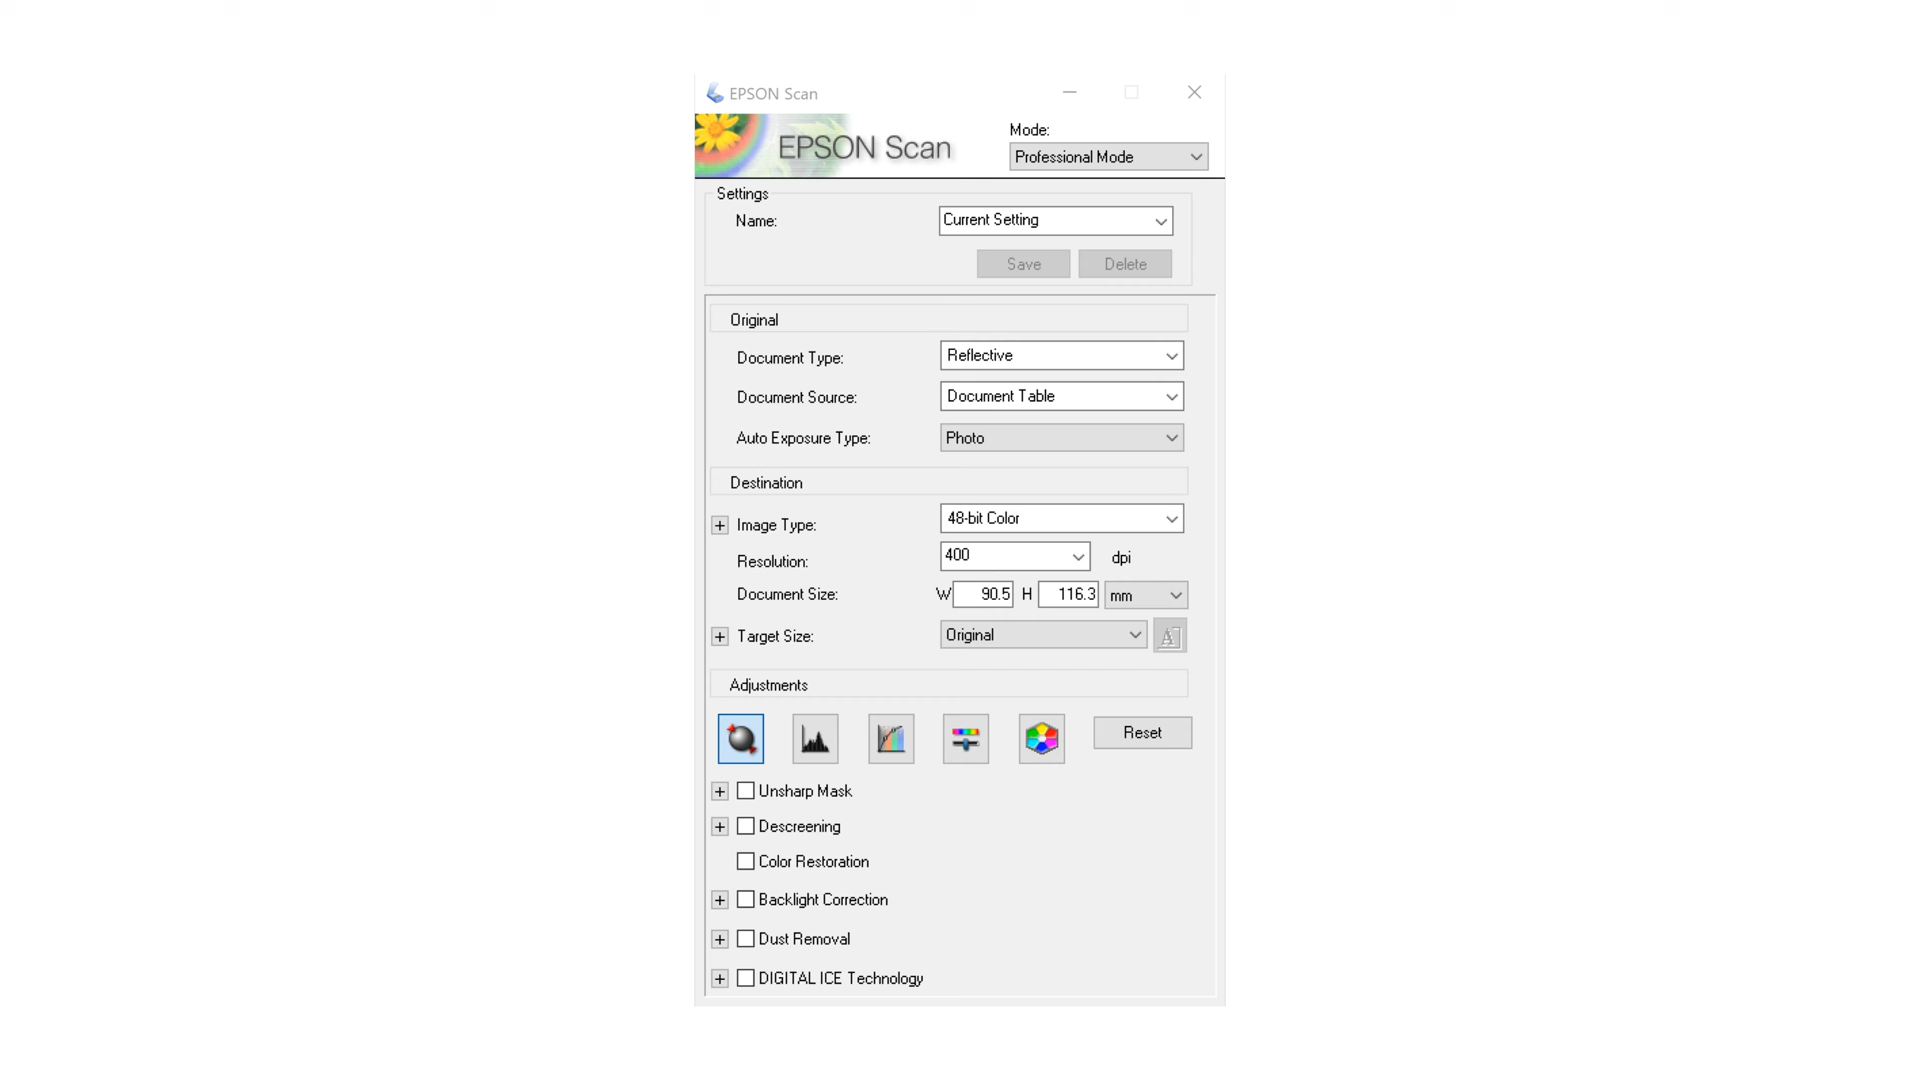 EPSON Scan
EPSON Scan
Mode:
Professional Mode
Settings
Name:
Current Setting
Save
Delete
Original
Document Type:
Reflective
Document Source:
Document Table
Auto Exposure Type:
Photo
Destination
+ Image Type:
48-bit Color
Resolution:
400
dpi
Document Size:
W 90.5 H 116.3 mm
+ Target Size:
Original
A
Adjustments
Reset
+ Unsharp Mask
+ Descreening
Color Restoration
+ Backlight Correction
+ Dust Removal
+ DIGITAL ICE Technology